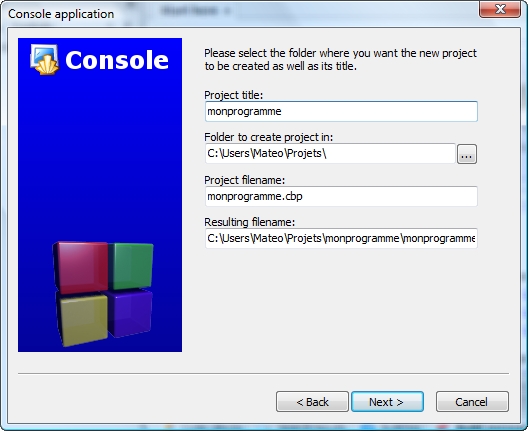 Console application
Console
Please select the folder where you want the new project
to be created as well as its title.
Project title:
monprogramme
Folder to create project in:
C:\Users\Mateo\Projets\
...
Project filename:
monprogramme.cbp
Resulting filename:
C:\Users\Mateo\Projets\monprogramme\monprogramme
< Back
Next >
Cancel